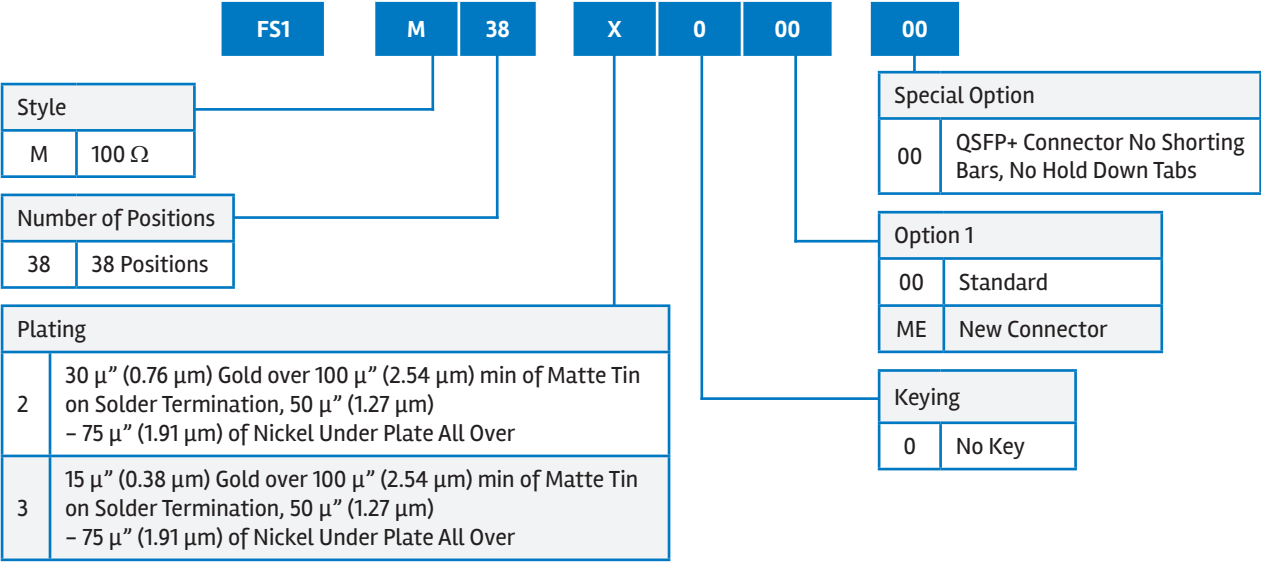 FS1 M 38 X 0 00 00
Style
M 100 Ω
Number of Positions
38 38 Positions
Plating
2 30 μ” (0.76 μm) Gold over 100 μ” (2.54 μm) min of Matte Tin
on Solder Termination, 50 μ” (1.27 μm)
– 75 μ” (1.91 μm) of Nickel Under Plate All Over
3 15 μ” (0.38 μm) Gold over 100 μ” (2.54 μm) min of Matte Tin
on Solder Termination, 50 μ” (1.27 μm)
– 75 μ” (1.91 μm) of Nickel Under Plate All Over
Special Option
00 QSFP+ Connector No Shorting
Bars, No Hold Down Tabs
Option 1
00 Standard
ME New Connector
Keying
0 No Key